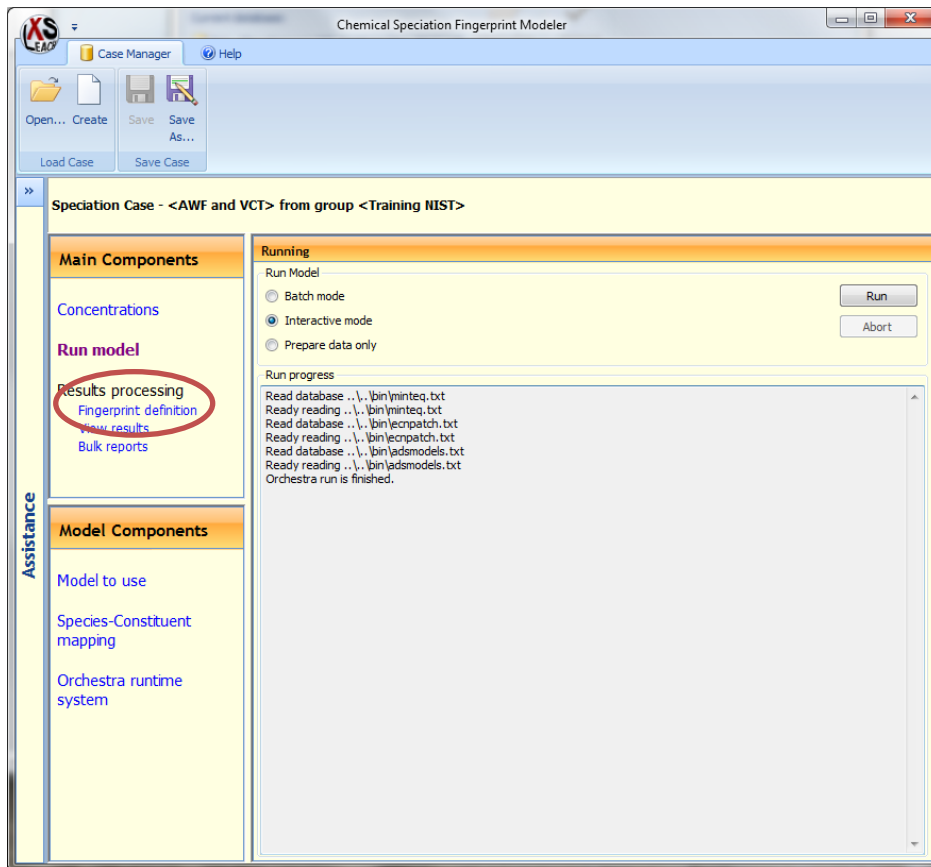 Chemical Speciation Fingerprint Modeler
XS
LEACH
Case Manager
Help
Open... Create
Save
Save As...
Load Case
Save Case
»
Speciation Case - <AWF and VCT> from group <Training NIST>
Assistance
Main Components
Concentrations
Run model
Results processing
Fingerprint definition
View results
Bulk reports
Model Components
Model to use
Species-Constituent
mapping
Orchestra runtime
system
Running
Run Model
Batch mode
Interactive mode
Prepare data only
Run
Abort
Run progress
Read database ..\..\bin\minteq.txt
Ready reading ..\..\bin\minteq.txt
Read database ..\..\bin\ecnpatch.txt
Ready reading ..\..\bin\ecnpatch.txt
Read database ..\..\bin\adsmodels.txt
Ready reading ..\..\bin\adsmodels.txt
Orchestra run is finished.